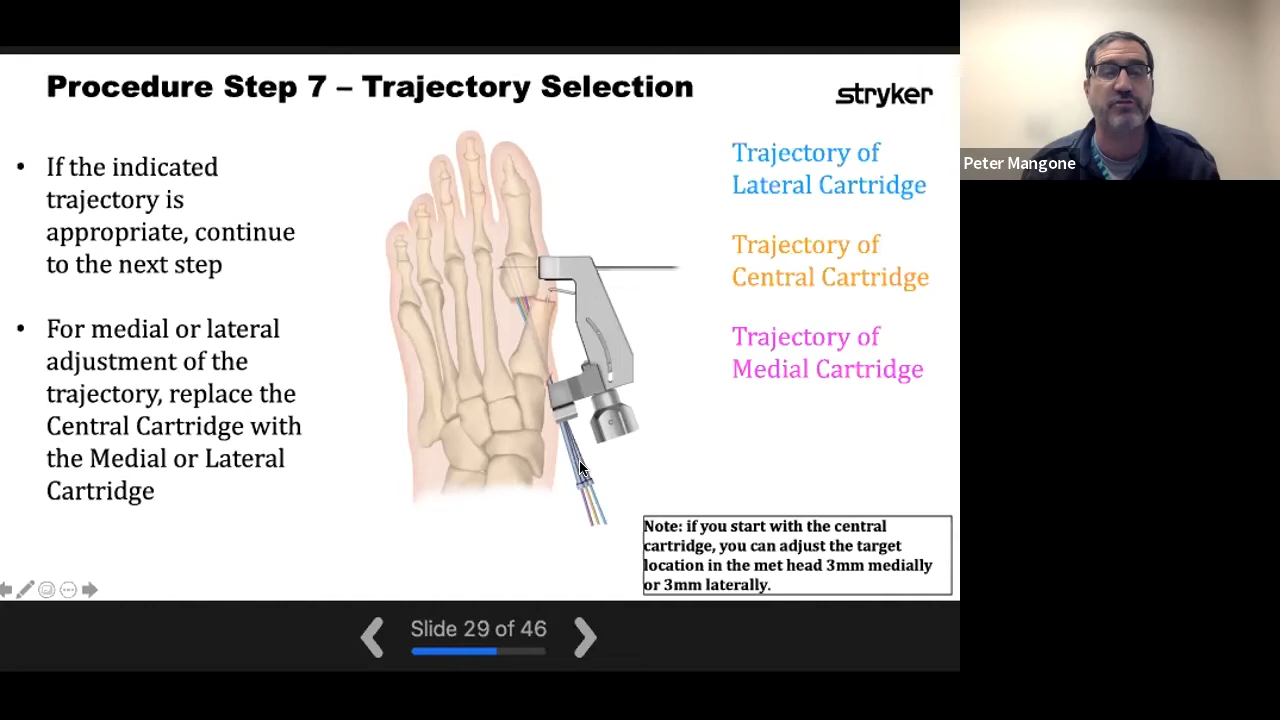 Procedure Step 7 – Trajectory Selection
stryker
• If the indicated
trajectory is
appropriate, continue
to the next step
• For medial or lateral
adjustment of the
trajectory, replace the
Central Cartridge with
the Medial or Lateral
Cartridge
Trajectory of
Lateral Cartridge
Trajectory of
Central Cartridge
Trajectory of
Medial Cartridge
Note: if you start with the central
cartridge, you can adjust the target
location in the met head 3mm medially
or 3mm laterally.
Slide 29 of 46
Peter Mangone